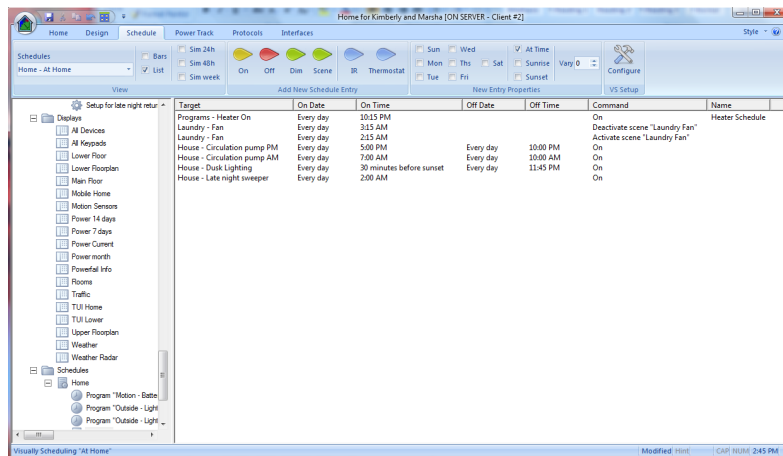 Home for Kimberly and Marsha [ON SERVER - Client #2]
Home Design Schedule Power Track Protocols Interfaces Style
Schedules
Home - At Home
Bars
List
View
Sim 24h
Sim 48h
Sim week
On Off Dim Scene IR Thermostat
Add New Schedule Entry
Sun Wed
Mon Ths Sat
Tue Fri
At Time
Sunrise Vary 0
Sunset
New Entry Properties
Configure
VS Setup
Setup for late night retur
Displays
All Devices
All Keypads
Lower Floor
Lower Floorplan
Main Floor
Mobile Home
Motion Sensors
Power 14 days
Power 7 days
Power Current
Power month
Powerfail Info
Rooms
Traffic
TUI Home
TUI Lower
Upper Floorplan
Weather
Weather Radar
Schedules
Home
Program "Motion - Batte
Program "Outside - Light
Program "Outside - Light
Target On Date On Time Off Date Off Time Command Name
Programs - Heater On Every day 10:15 PM On Heater Schedule
Laundry - Fan Every day 3:15 AM Deactivate scene "Laundry Fan"
Laundry - Fan Every day 2:15 AM Activate scene "Laundry Fan"
House - Circulation pump PM Every day 5:00 PM Every day 10:00 PM On
House - Circulation pump AM Every day 7:00 AM Every day 10:00 AM On
House - Dusk Lighting Every day 30 minutes before sunset Every day 11:45 PM On
House - Late night sweeper Every day 2:00 AM On
Visually Scheduling "At Home" Modified Hint CAP NUM 2:45 PM